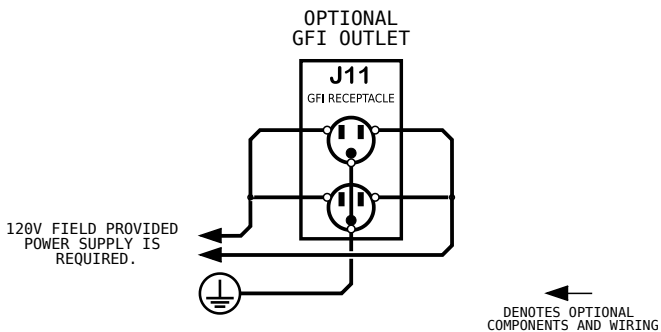 OPTIONAL
GFI OUTLET
J11
GFI RECEPTACLE
120V FIELD PROVIDED
POWER SUPPLY IS
REQUIRED.
DENOTES OPTIONAL
COMPONENTS AND WIRING